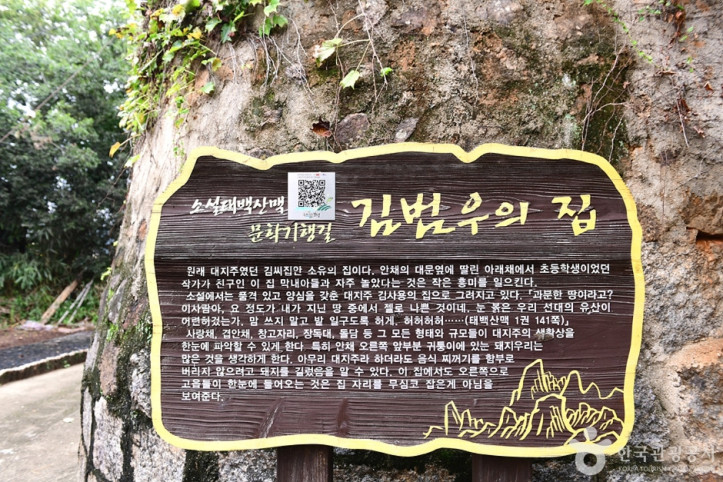 소설태백산맥
문화기행길
김범우의 집
원래 대지주였던 김씨집안 소유의 집이다. 안채의 대문옆에 딸린 아래채에서 초등학생이었던
작가가 친구인 이 집 막내아들과 자주 놀았다는 것은 작은 흥미를 일으킨다.
소설에서는 품격 있고 양심을 갖춘 대지주 김사용의 집으로 그려지고 있다. 「과분한 땅이라고?
이사람아, 요 정도가 내가 지닌 땅 중에서 젤로 나쁜 것이네. 눈 붉은 우리 선대의 유산이
어련하겄는가. 맘 쓰지 말고 밭 일구도록 허게, 허허허허……(태백산맥 1권 141쪽)」
사랑채, 겹안채, 창고자리, 장독대, 돌담 등 그 모든 형태와 규모들이 대지주의 생활상을
한눈에 파악할 수 있게 한다. 특히 안채 오른쪽 앞부분 귀퉁이에 있는 돼지우리는
많은 것을 생각하게 한다. 아무리 대지주라 하더라도 음식 찌꺼기를 함부로
버리지 않으려고 돼지를 길렀음을 알 수 있다. 이 집에서 오른쪽으로
고읍들이 한눈에 들어오는 것은 집 자리를 무심코 잡은게 아님을
보여준다.
한국관광공사